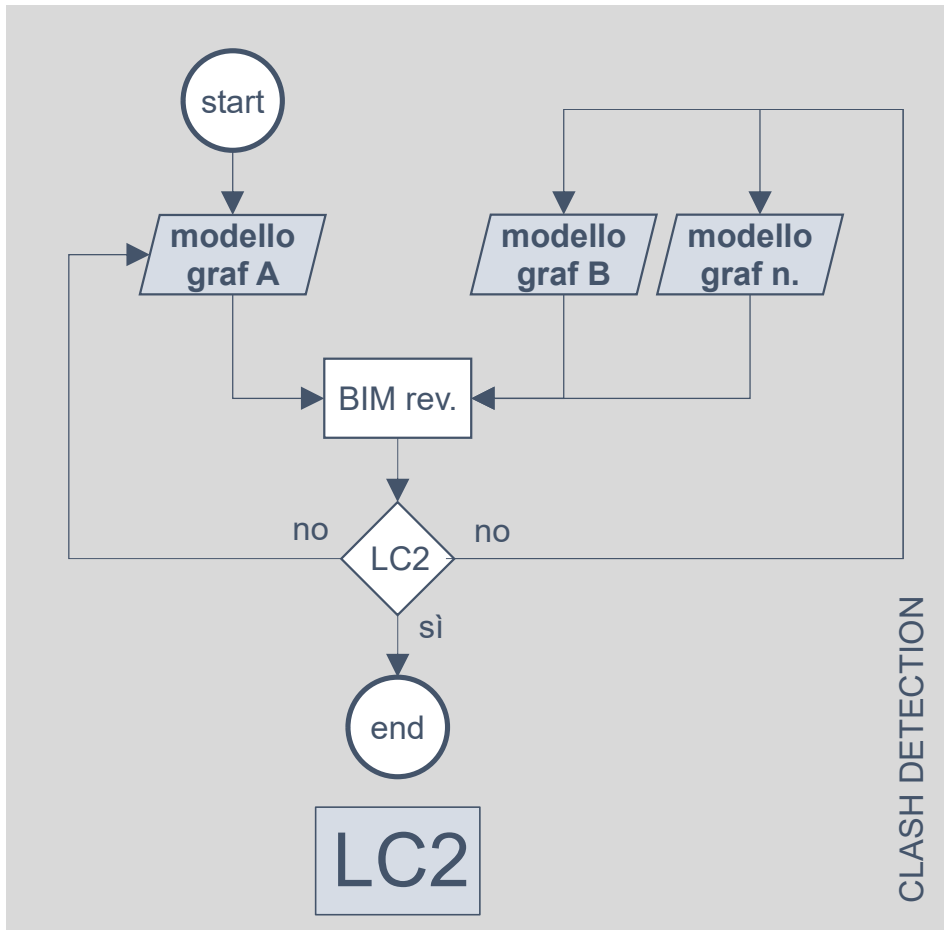 start
modello
graf A
modello
graf B
modello
graf n.
BIM rev.
no
LC2
no
sì
end
LC2
CLASH DETECTION